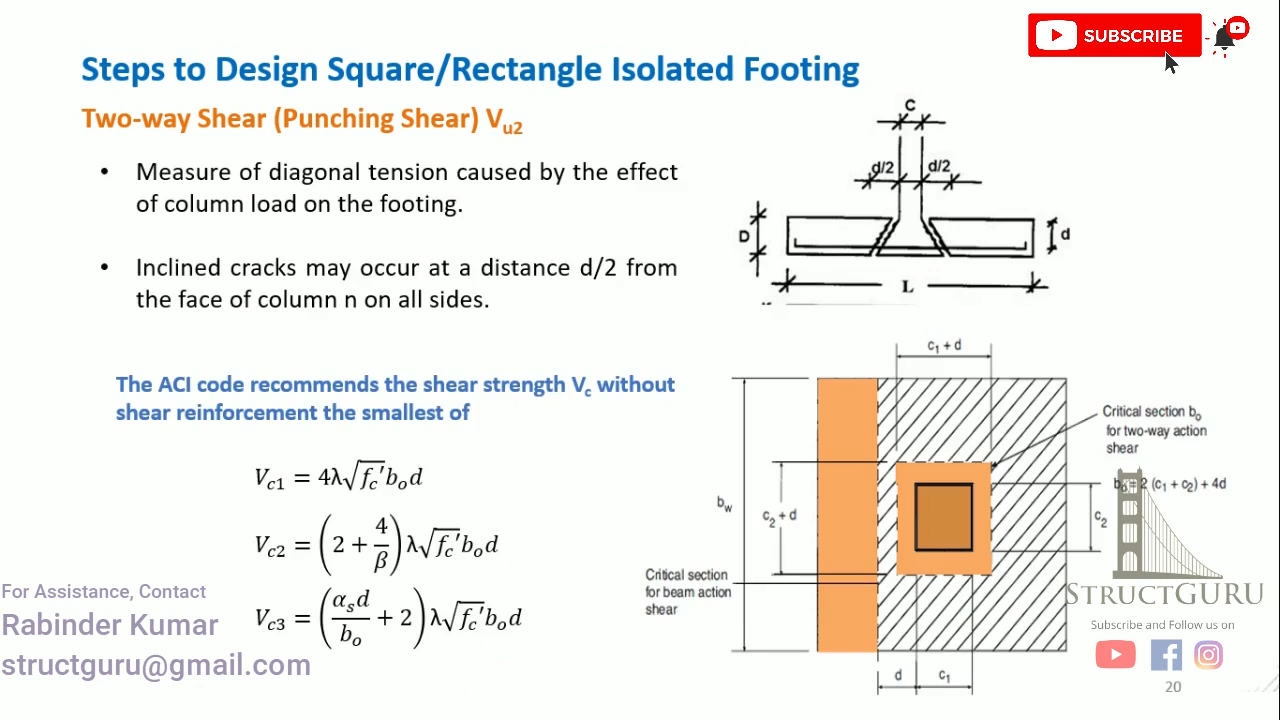 SUBSCRIBE
Steps to Design Square/Rectangle Isolated Footing
Two-way Shear (Punching Shear) V_u2
• Measure of diagonal tension caused by the effect
of column load on the footing.
• Inclined cracks may occur at a distance d/2 from
the face of column n on all sides.
The ACI code recommends the shear strength V_c without
shear reinforcement the smallest of
V_c1 = 4λ√f_c′ b_o d
V_c2 = (2 + 4/β) λ√f_c′ b_o d
V_c3 = (α_s d/b_o + 2) λ√f_c′ b_o d
C
d/2 d/2
D
d
L
c₁ + d
Critical section b_o
for two-way action
shear
b_o = 2 (c₁ + c₂) + 4d
b_w
c₂ + d
c₂
Critical section
for beam action
shear
d c₁
For Assistance, Contact
Rabinder Kumar
structguru@gmail.com
STRUCTGURU
Subscribe and Follow us on
20